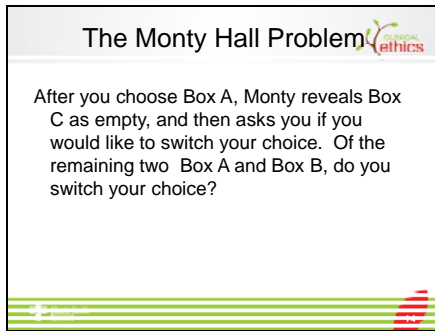 The Monty Hall Problem
CLINICAL
ethics
After you choose Box A, Monty reveals Box
C as empty, and then asks you if you
would like to switch your choice.  Of the
remaining two  Box A and Box B, do you
switch your choice?